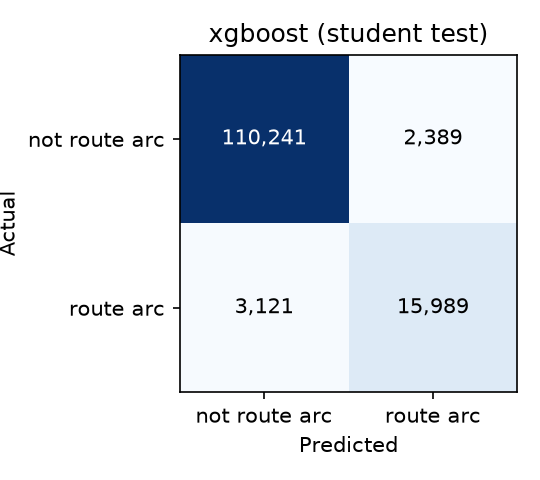 xgboost (student test)
not route arc
110,241
2,389
Actual
route arc
3,121
15,989
not route arc
route arc
Predicted